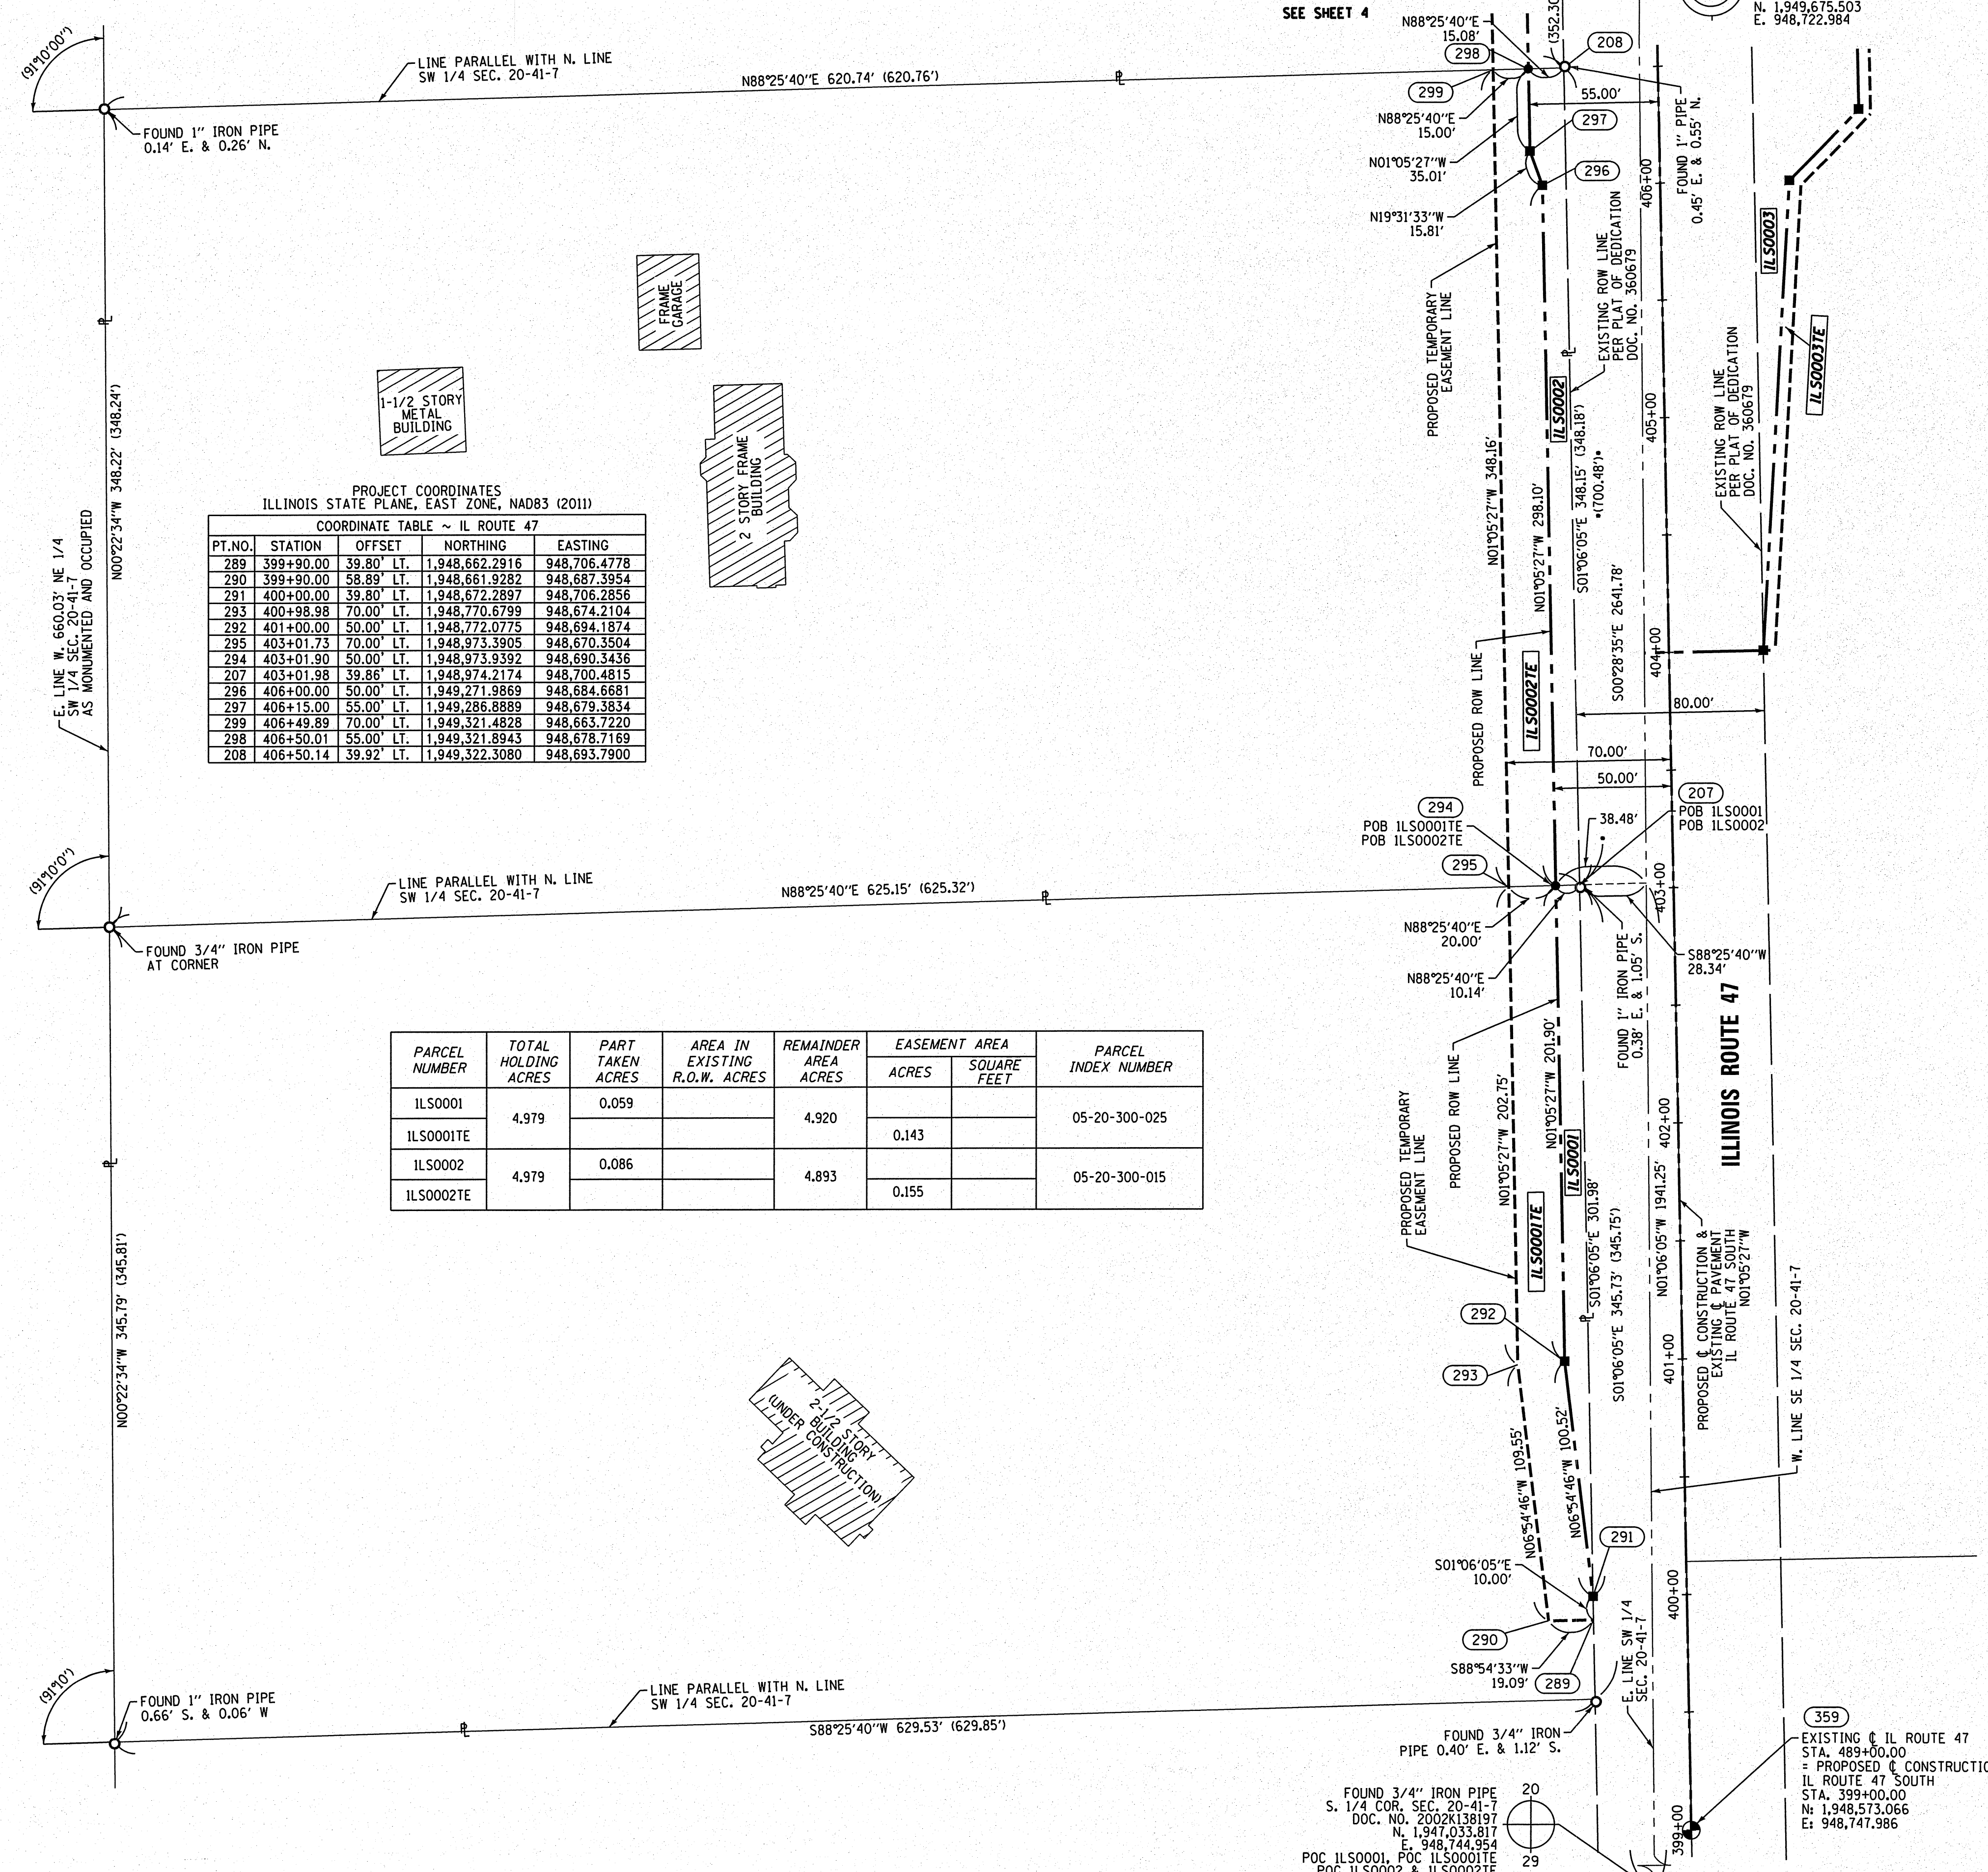 SEE SHEET 4
N. 1,949,675.503
E. 948,722.984
(91°10'00")
LINE PARALLEL WITH N. LINE
SW 1/4 SEC. 20-41-7
N88°25'40"E 620.74' (620.76')
FOUND 1" IRON PIPE
0.14' E. & 0.26' N.
N88°25'40"E
15.08'
298
208
299
N88°25'40"E
15.00'
55.00'
297
N01°05'27"W
35.01'
296
N19°31'33"W
15.81'
FOUND 1" PIPE
0.45' E. & 0.55' N.
406+00
EXISTING ROW LINE
PER PLAT OF DEDICATION
DOC. NO. 360679
1LS0003
1LS0003TE
PROPOSED TEMPORARY
EASEMENT LINE
1LS0002
FRAME
GARAGE
1-1/2 STORY
METAL
BUILDING
2 STORY FRAME
BUILDING
N00°22'34"W 348.22' (348.24')
E. LINE W. 660.03' NE 1/4
SW 1/4 SEC. 20-41-7
AS MONUMENTED AND OCCUPIED
PROJECT COORDINATES
ILLINOIS STATE PLANE, EAST ZONE, NAD83 (2011)
COORDINATE TABLE ~ IL ROUTE 47
PT.NO. STATION OFFSET NORTHING EASTING
289 399+90.00 39.80' LT. 1,948,662.2916 948,706.4778
290 399+90.00 58.89' LT. 1,948,661.9282 948,687.3954
291 400+00.00 39.80' LT. 1,948,672.2897 948,706.2856
293 400+98.98 70.00' LT. 1,948,770.6799 948,674.2104
292 401+00.00 50.00' LT. 1,948,772.0775 948,694.1874
295 403+01.73 70.00' LT. 1,948,973.3905 948,670.3504
294 403+01.90 50.00' LT. 1,948,973.9392 948,690.3436
207 403+01.98 39.86' LT. 1,948,974.2174 948,700.4815
296 406+00.00 50.00' LT. 1,949,271.9869 948,684.6681
297 406+15.00 55.00' LT. 1,949,286.8889 948,679.3834
299 406+49.89 70.00' LT. 1,949,321.4828 948,663.7220
298 406+50.01 55.00' LT. 1,949,321.8943 948,678.7169
208 406+50.14 39.92' LT. 1,949,322.3080 948,693.7900
N01°05'27"W 348.16'
N01°05'27"W 298.10'
S01°06'05"E 348.15' (348.18')
•(700.48')•
S00°28'35"E 2641.78'
405+00
EXISTING ROW LINE
PER PLAT OF DEDICATION
DOC. NO. 360679
404+00
PROPOSED ROW LINE
1LS0002TE
80.00'
70.00'
50.00'
294
POB 1LS0001TE
POB 1LS0002TE
207
POB 1LS0001
POB 1LS0002
38.48'
295
403+00
(91°10'0")
LINE PARALLEL WITH N. LINE
SW 1/4 SEC. 20-41-7
N88°25'40"E 625.15' (625.32')
FOUND 3/4" IRON PIPE
AT CORNER
N88°25'40"E
20.00'
N88°25'40"E
10.14'
FOUND 1" IRON PIPE
0.38' E. & 1.05' S.
S88°25'40"W
28.34'
ILLINOIS ROUTE 47
PARCEL NUMBER TOTAL HOLDING ACRES PART TAKEN ACRES AREA IN EXISTING R.O.W. ACRES REMAINDER AREA ACRES EASEMENT AREA ACRES SQUARE FEET PARCEL INDEX NUMBER
1LS0001 4.979 0.059 4.920 05-20-300-025
1LS0001TE 0.143
1LS0002 4.979 0.086 4.893 05-20-300-015
1LS0002TE 0.155
PROPOSED TEMPORARY
EASEMENT LINE
PROPOSED ROW LINE
N01°05'27"W 202.75'
N01°05'27"W 201.90'
1LS0001
1LS0001TE
S01°06'05"E 301.98'
S01°06'05"E 345.73' (345.75')
N01°06'05"W 1941.25'
402+00
401+00
PROPOSED ℄ CONSTRUCTION &
EXISTING ℄ PAVEMENT
IL ROUTE 47 SOUTH
N01°05'27"W
W. LINE SE 1/4 SEC. 20-41-7
N00°22'34"W 345.79' (345.81')
2-1/2 STORY
BUILDING
(UNDER CONSTRUCTION)
292
293
N06°54'46"W 109.55'
N06°54'46"W 100.52'
291
S01°06'05"E
10.00'
400+00
290
S88°54'33"W
19.09'
289
E. LINE SW 1/4
SEC. 20-41-7
(91°10')
FOUND 1" IRON PIPE
0.66' S. & 0.06' W
LINE PARALLEL WITH N. LINE
SW 1/4 SEC. 20-41-7
S88°25'40"W 629.53' (629.85')
FOUND 3/4" IRON
PIPE 0.40' E. & 1.12' S.
359
EXISTING ℄ IL ROUTE 47
STA. 489+00.00
= PROPOSED ℄
IL ROUTE 47 SOUTH
STA. 399+00.00
N: 1,948,573.066
E: 948,747.986
399+00
FOUND 3/4" IRON PIPE
S. 1/4 COR. SEC. 20-41-7
DOC. NO. 2002K138197
N. 1,947,033.817
E. 948,744.954
POC 1LS0001, POC 1LS0001TE
POC 1LS0002 & 1LS0002TE
20
29